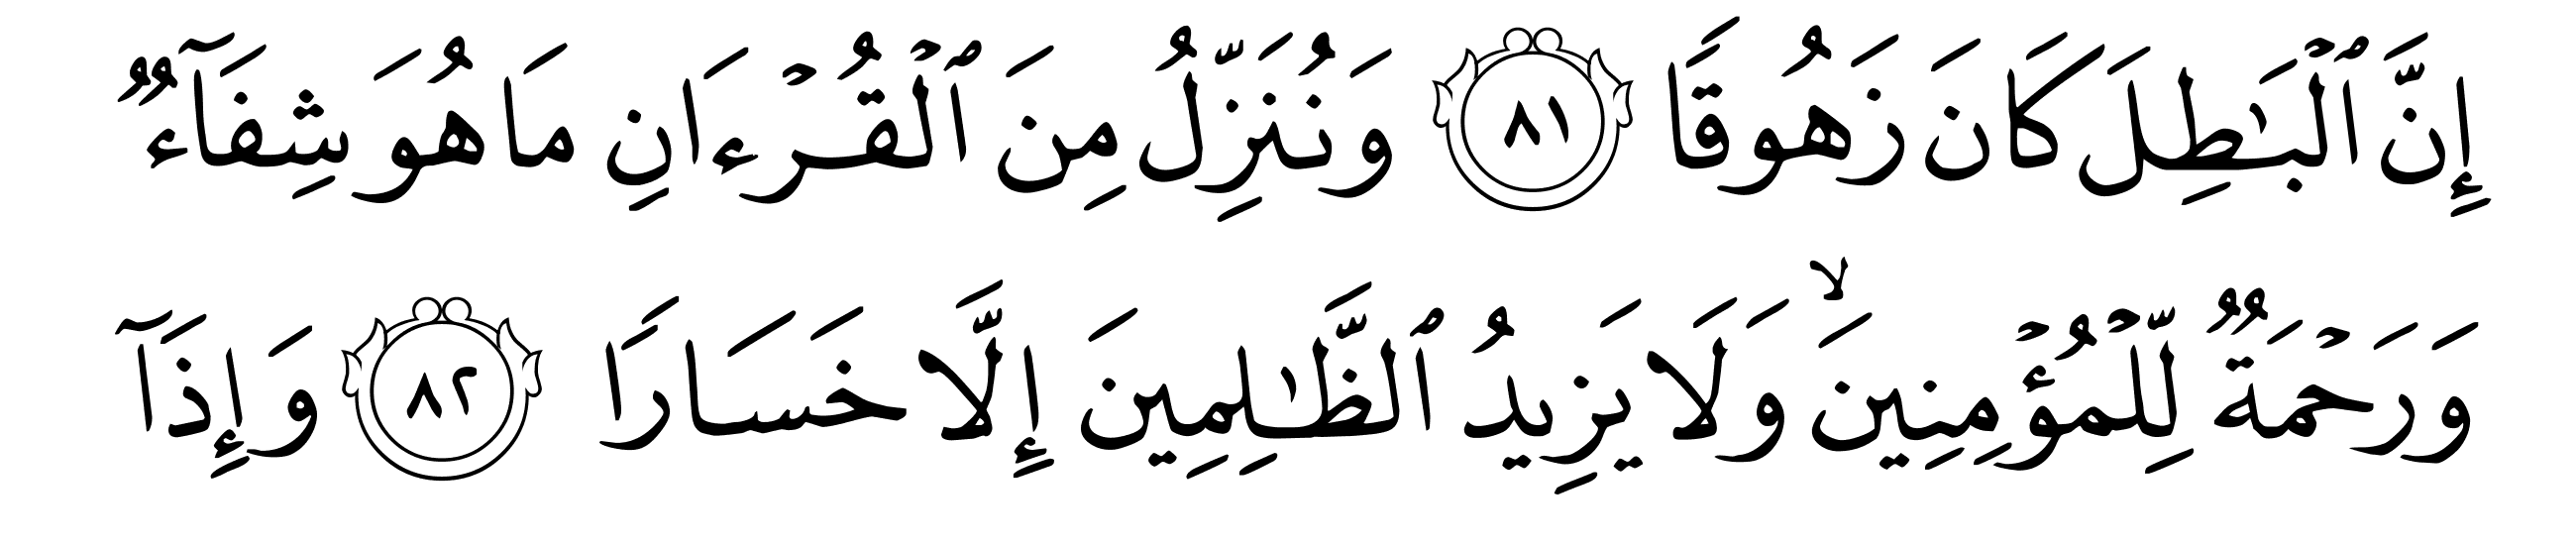 إِنَّ ٱلْبَـٰطِلَ كَانَ زَهُوقًا ٨١ وَنُنَزِّلُ مِنَ ٱلْقُرْءَانِ مَا هُوَ شِفَآءٌ
وَرَحْمَةٌ لِّلْمُؤْمِنِينَ ۙ وَلَا يَزِيدُ ٱلظَّـٰلِمِينَ إِلَّا خَسَارًا ٨٢ وَإِذَآ